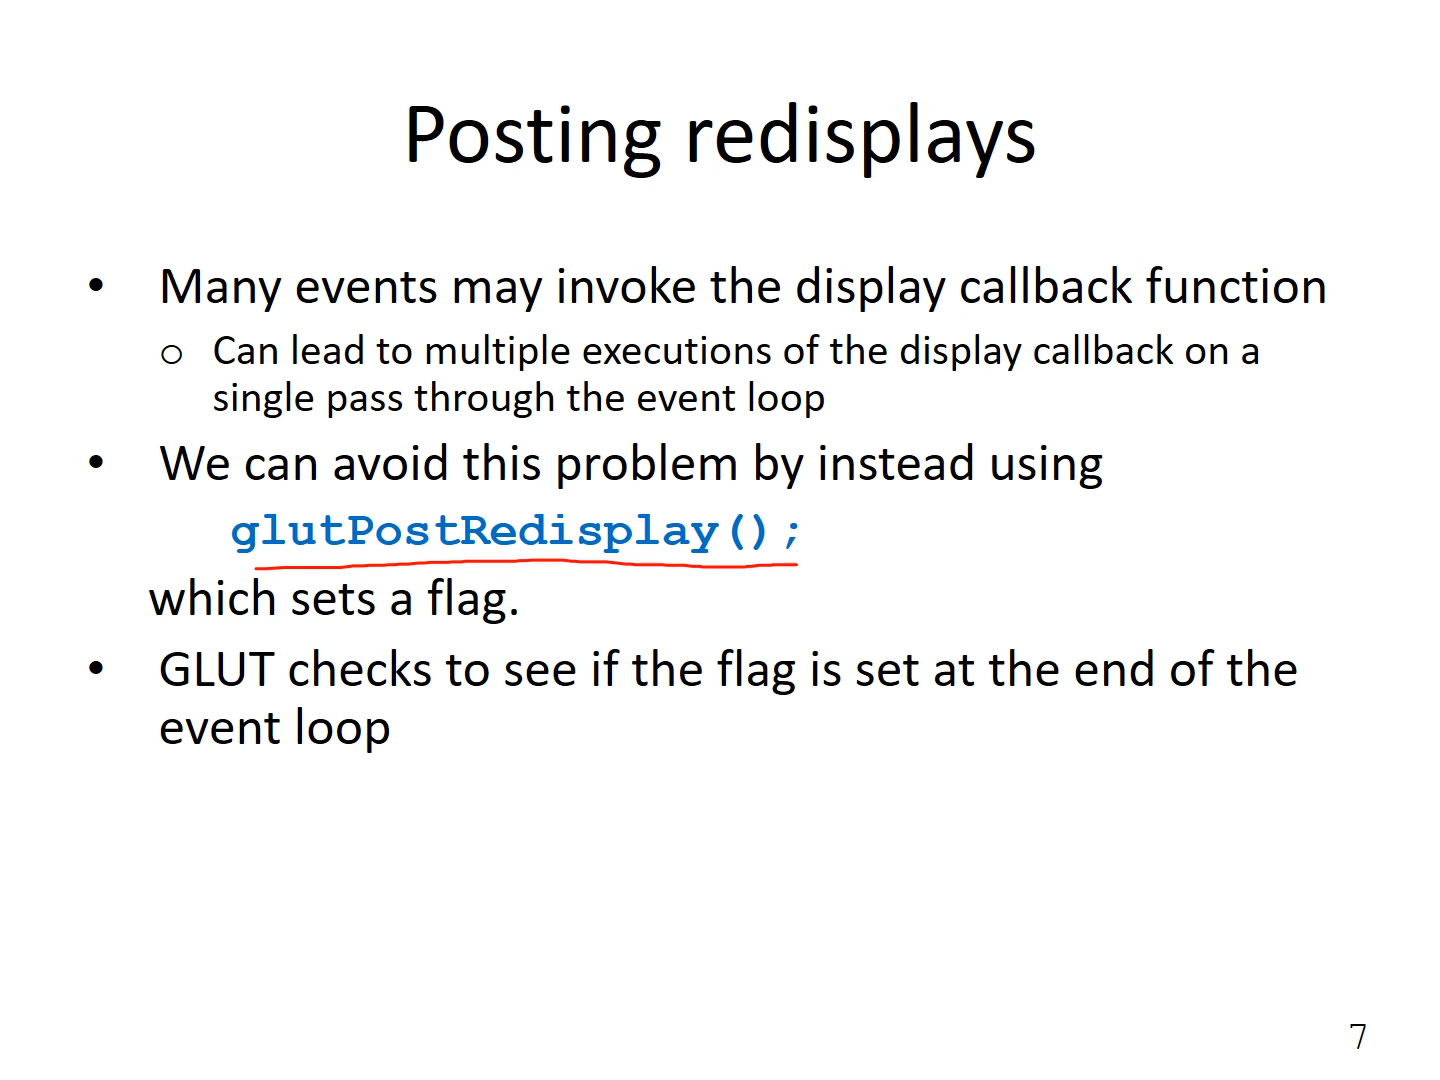 Posting redisplays
• Many events may invoke the display callback function
o Can lead to multiple executions of the display callback on a
single pass through the event loop
• We can avoid this problem by instead using
glutPostRedisplay();
which sets a flag.
• GLUT checks to see if the flag is set at the end of the
event loop
7